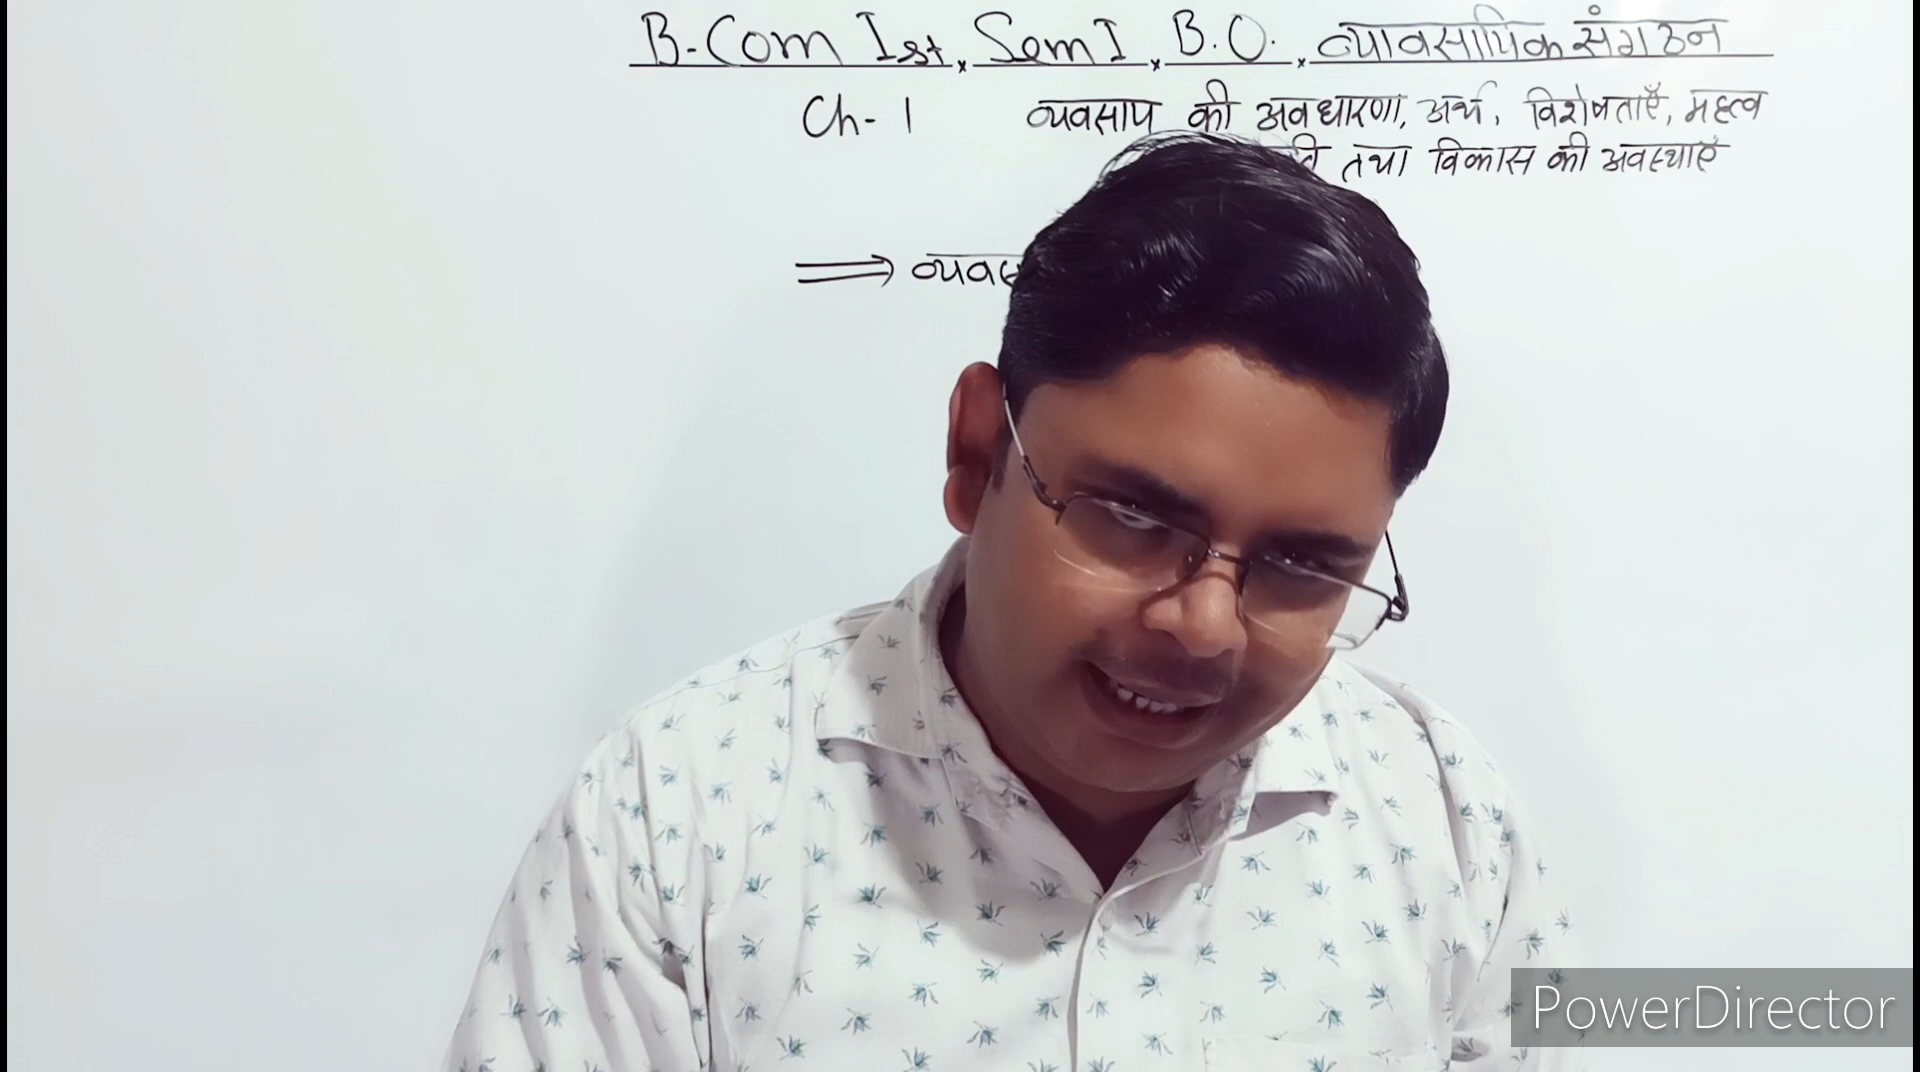 B-Com Ist × Sem I × B.O. × व्यावसायिक संगठन
Ch-1 व्यवसाय की अवधारणा, अर्थ, विशेषताएँ, महत्व
तथा विकास की अवस्थाएँ
⇒
PowerDirector